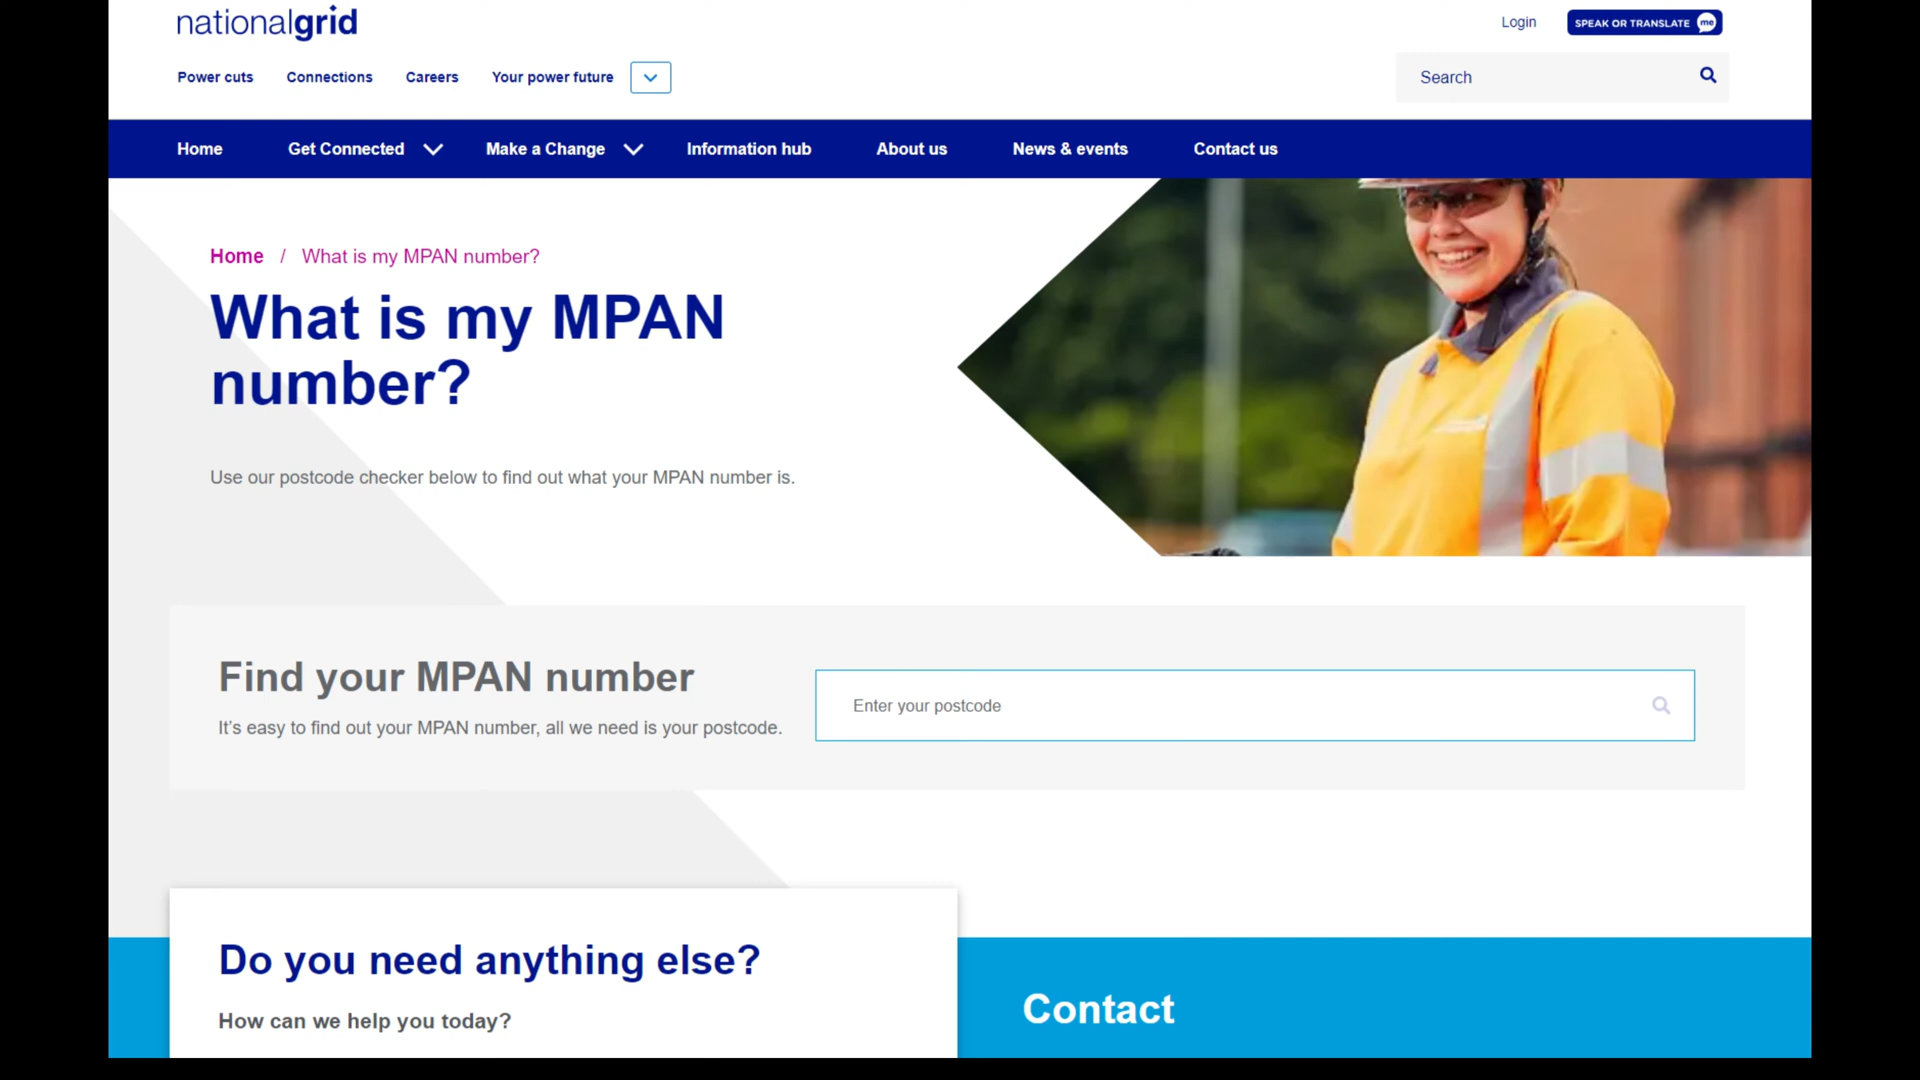 nationalgrid
Login
SPEAK OR TRANSLATE me
Power cuts
Connections
Careers
Your power future
Search
Home
Get Connected
Make a Change
Information hub
About us
News & events
Contact us
Home / What is my MPAN number?
What is my MPAN
number?
Use our postcode checker below to find out what your MPAN number is.
Find your MPAN number
It's easy to find out your MPAN number, all we need is your postcode.
Enter your postcode
Do you need anything else?
How can we help you today?
Contact